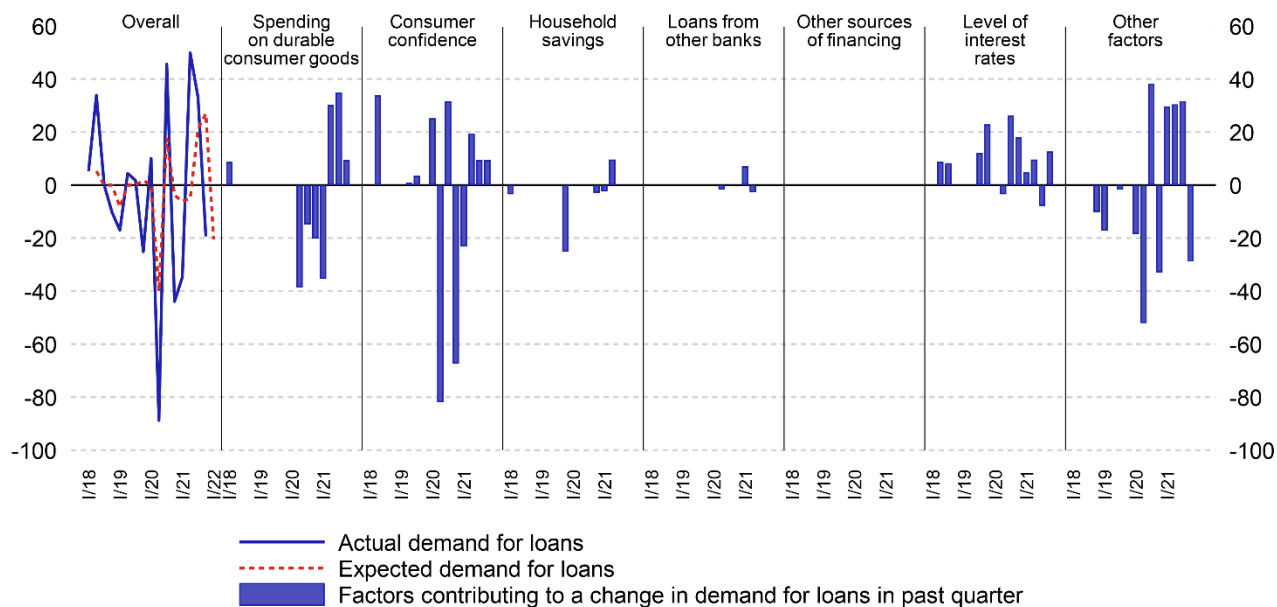 Overall
Spending
on durable
consumer goods
Consumer
confidence
Household
savings
Loans from
other banks
Other sources
of financing
Level of
interest
rates
Other
factors
60
40
20
0
-20
-40
-60
-80
-100
60
40
20
0
-20
-40
-60
-80
-100
I/18
I/19
I/20
I/21
I/22
I/18
I/19
I/20
I/21
I/18
I/19
I/20
I/21
I/18
I/19
I/20
I/21
I/18
I/19
I/20
I/21
I/18
I/19
I/20
I/21
I/18
I/19
I/20
I/21
I/18
I/19
I/20
I/21
Actual demand for loans
Expected demand for loans
Factors contributing to a change in demand for loans in past quarter